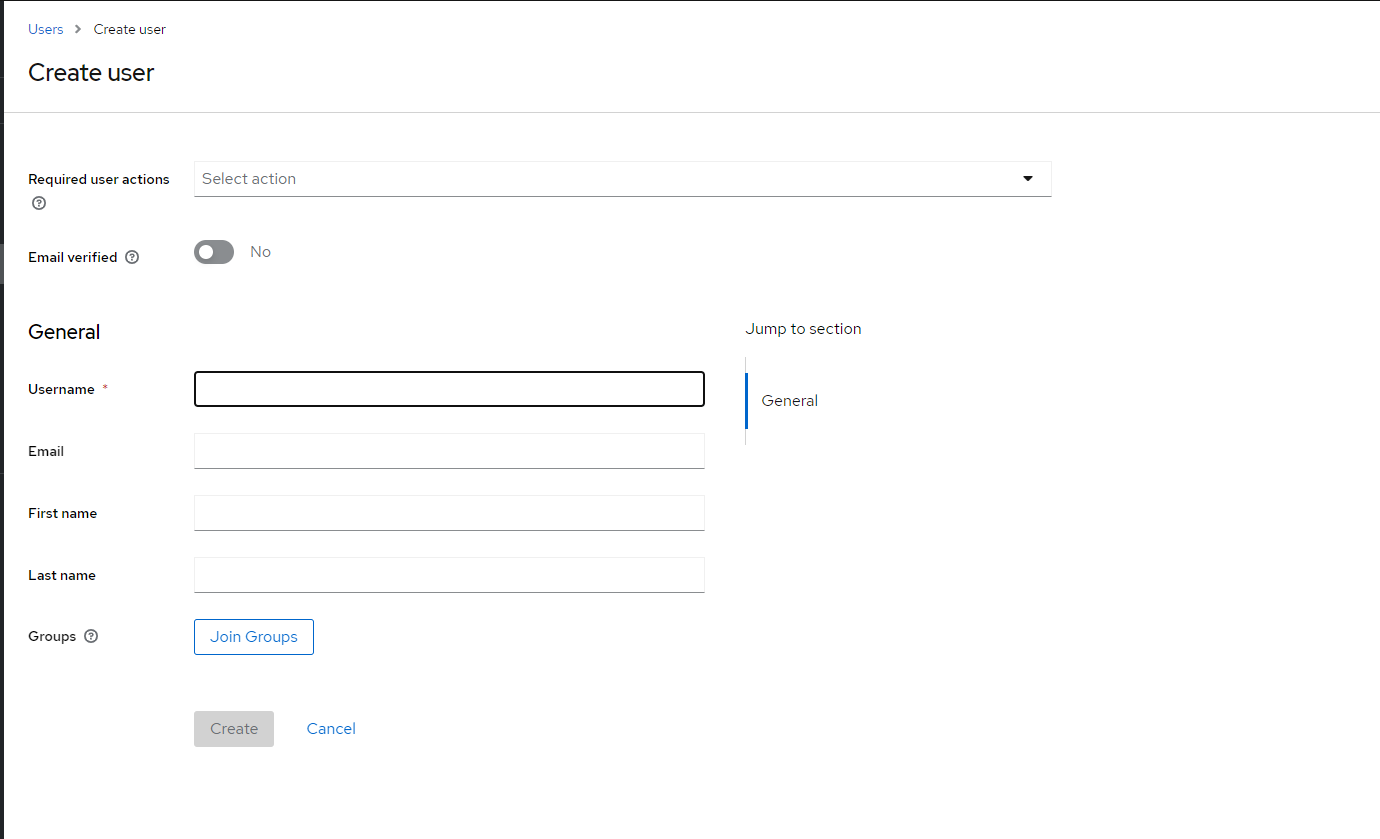 Users > Create user
Create user
Required user actions
Select action
Email verified
No
General
Jump to section
Username *
General
Email
First name
Last name
Groups
Join Groups
Create
Cancel